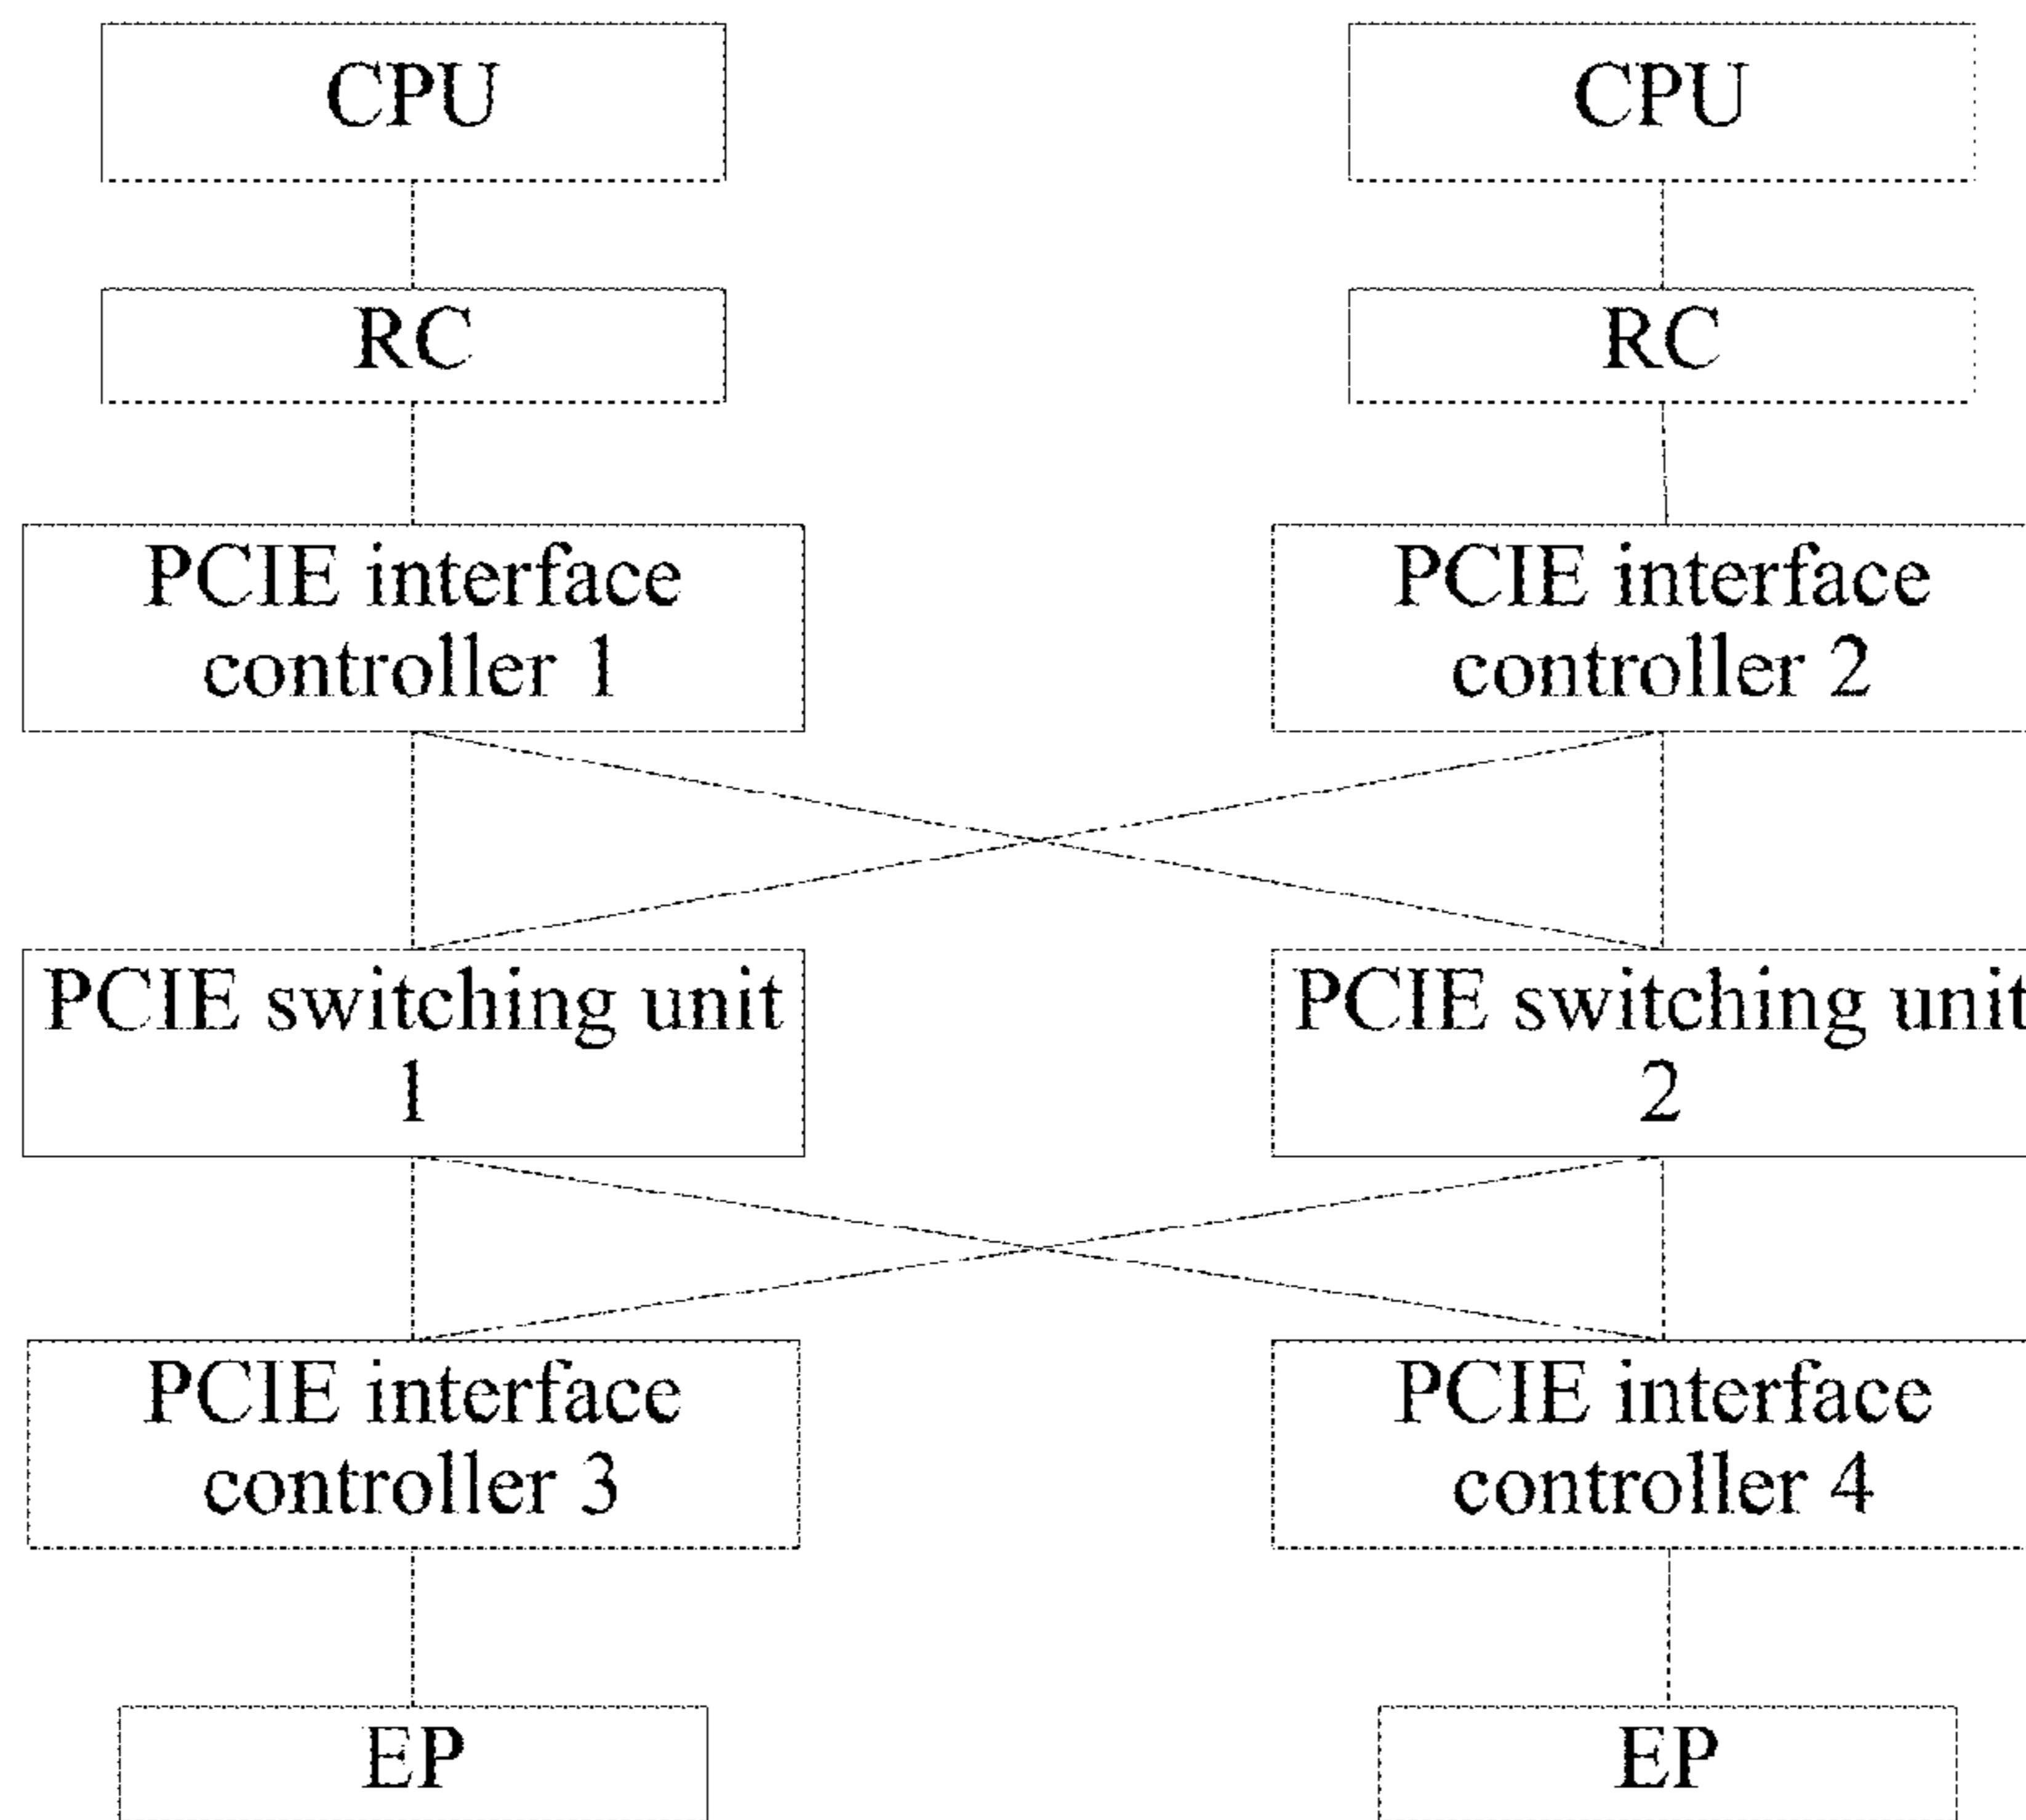 CPU
CPU
RC
RC
PCIE interface
controller 1
PCIE interface
controller 2
PCIE switching unit
1
PCIE switching unit
2
PCIE interface
controller 3
PCIE interface
controller 4
EP
EP